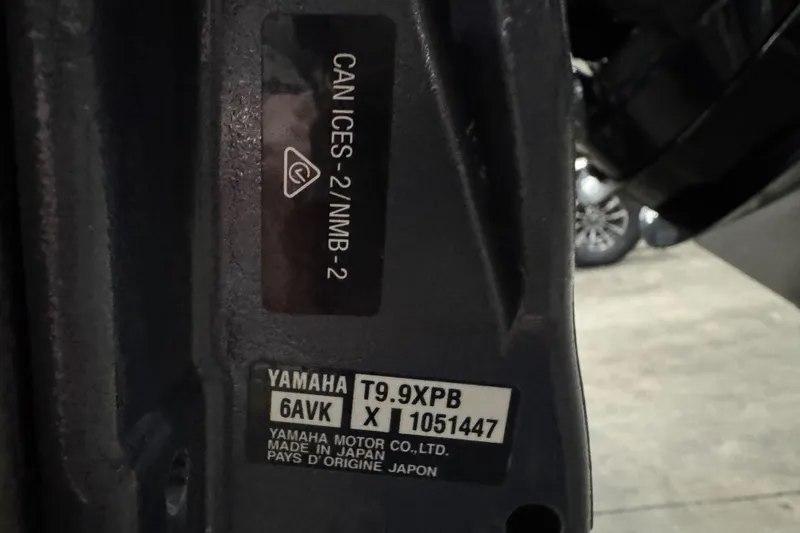 CAN ICES-2/NMB-2
YAMAHA T9.9XPB
6AVK X 1051447
YAMAHA MOTOR CO.,LTD.
MADE IN JAPAN
PAYS D'ORIGINE JAPON